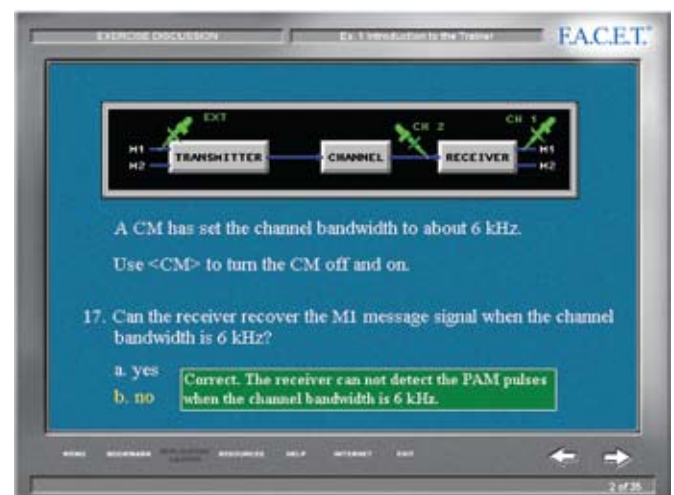 EXERCISE DISCUSSION
Ex. 1 Introduction to the Trainer
F.A.C.E.T.®
EXT
CH 2
CH 1
M1
M2
TRANSMITTER
CHANNEL
RECEIVER
M1
M2
A CM has set the channel bandwidth to about 6 kHz.
Use <CM> to turn the CM off and on.
17. Can the receiver recover the M1 message signal when the channel
bandwidth is 6 kHz?
a. yes
b. no
Correct. The receiver can not detect the PAM pulses
when the channel bandwidth is 6 kHz.
MENU BOOKMARK RESOURCES HELP INTERNET EXIT
2 of 35